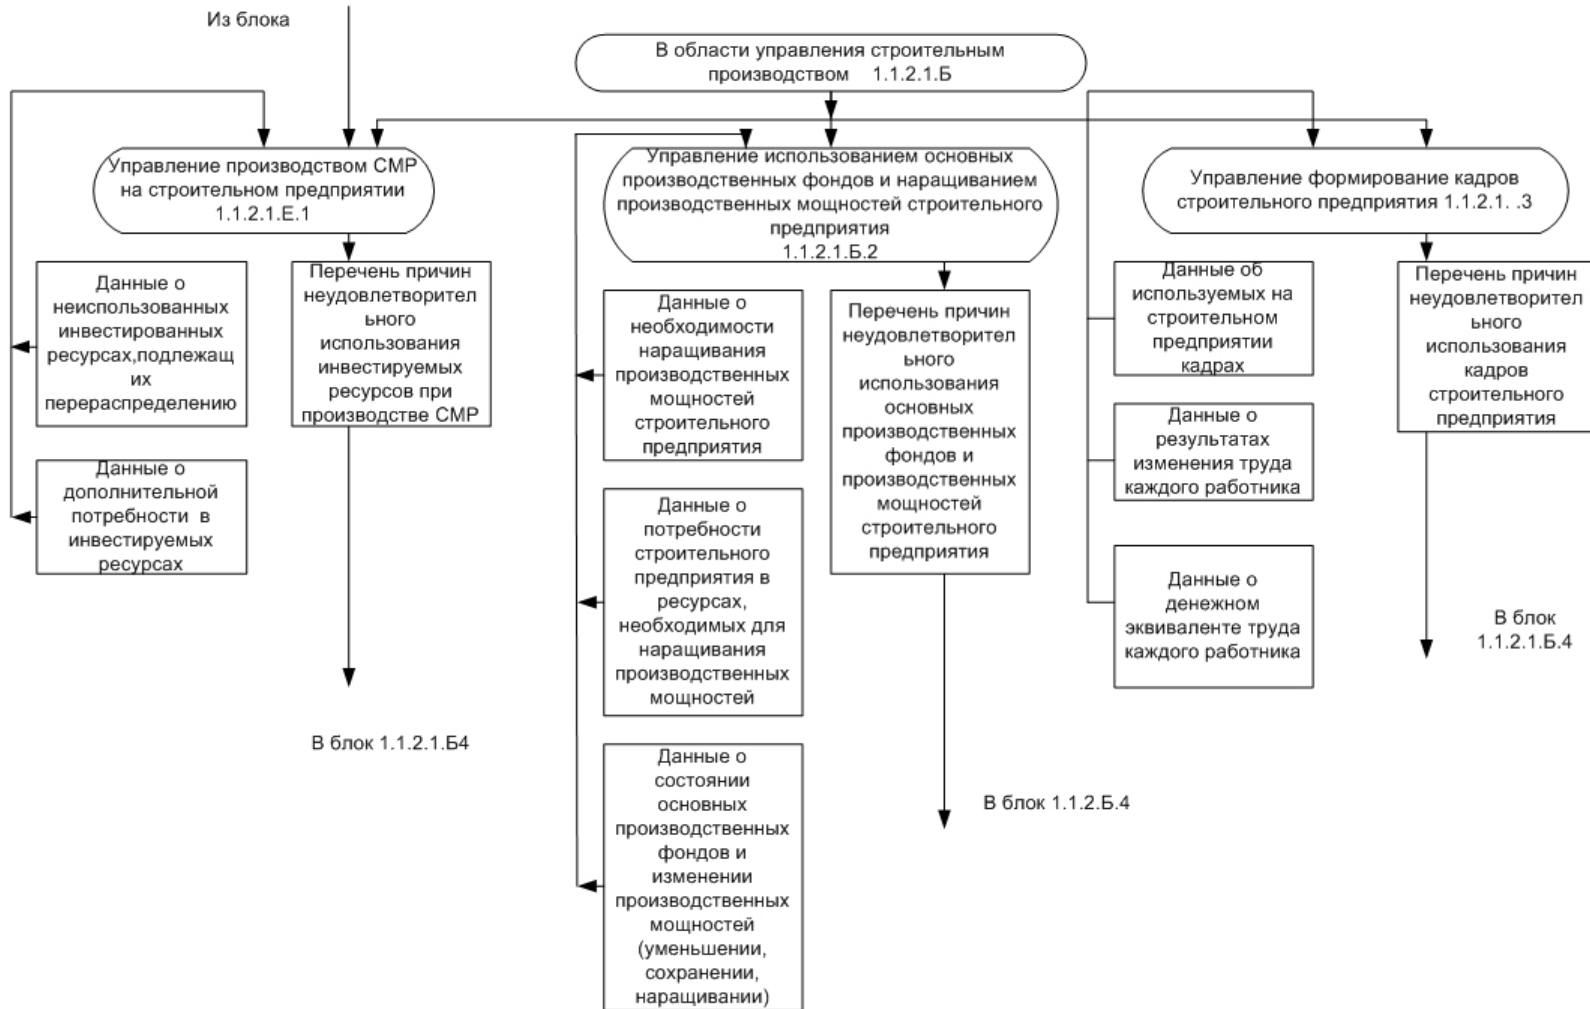 Из блока
В области управления строительным
производством 1.1.2.1.Б
Управление производством СМР
на строительном предприятии
1.1.2.1.Е.1
Управление использованием основных
производственных фондов и наращиванием
производственных мощностей строительного
предприятия
1.1.2.1.Б.2
Управление формирование кадров
строительного предприятия 1.1.2.1. .3
Данные о
неиспользованных
инвестированных
ресурсах,подлежащ
их
перераспределению
Перечень причин
неудовлетворител
ьного
использования
инвестируемых
ресурсов при
производстве СМР
Данные о
дополнительной
потребности в
инвестируемых
ресурсах
В блок 1.1.2.1.Б4
Данные о
необходимости
наращивания
производственных
мощностей
строительного
предприятия
Перечень причин
неудовлетворител
ьного
использования
основных
производственных
фондов и
производственных
мощностей
строительного
предприятия
Данные о
потребности
строительного
предприятия в
ресурсах,
необходимых для
наращивания
производственных
мощностей
Данные о
состоянии
основных
производственных
фондов и
изменении
производственных
мощностей
(уменьшении,
сохранении,
наращивании)
В блок 1.1.2.Б.4
Данные об
используемых на
строительном
предприятии
кадрах
Перечень причин
неудовлетворител
ьного
использования
кадров
строительного
предприятия
Данные о
результатах
изменения труда
каждого работника
Данные о
денежном
эквиваленте труда
каждого работника
В блок
1.1.2.1.Б.4